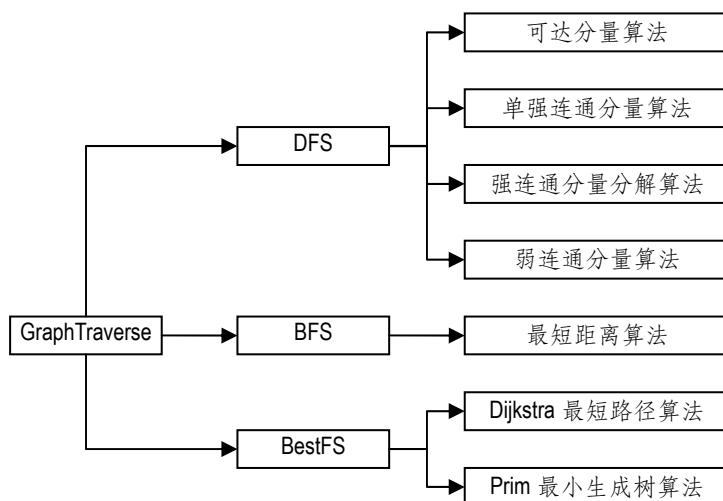 可达分量算法
单强连通分量算法
DFS
强连通分量分解算法
弱连通分量算法
GraphTraverse
BFS
最短距离算法
Dijkstra 最短路径算法
BestFS
Prim 最小生成树算法